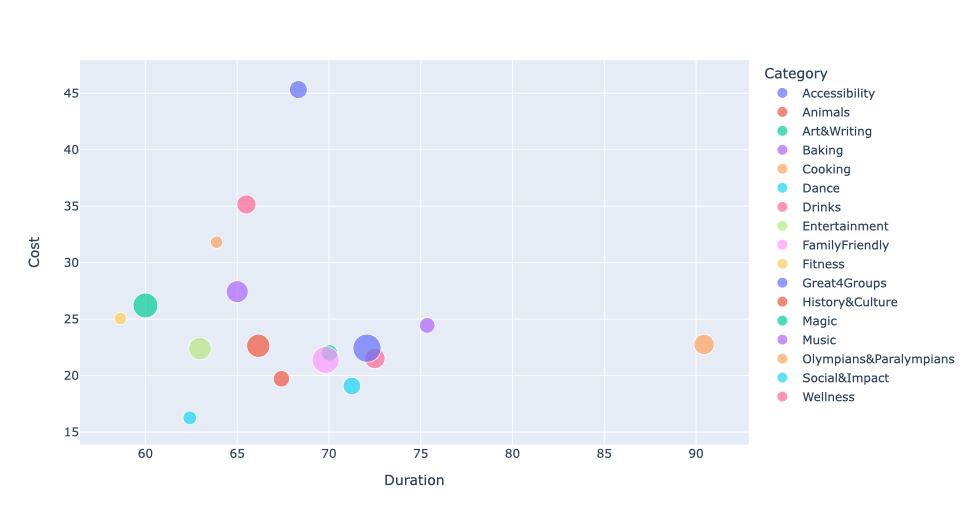 Category
Accessibility
Animals
Art&Writing
Baking
Cooking
Dance
Drinks
Entertainment
FamilyFriendly
Fitness
Great4Groups
History&Culture
Magic
Music
Olympians&Paralympians
Social&Impact
Wellness
Cost
45
40
35
30
25
20
15
60 65 70 75 80 85 90
Duration